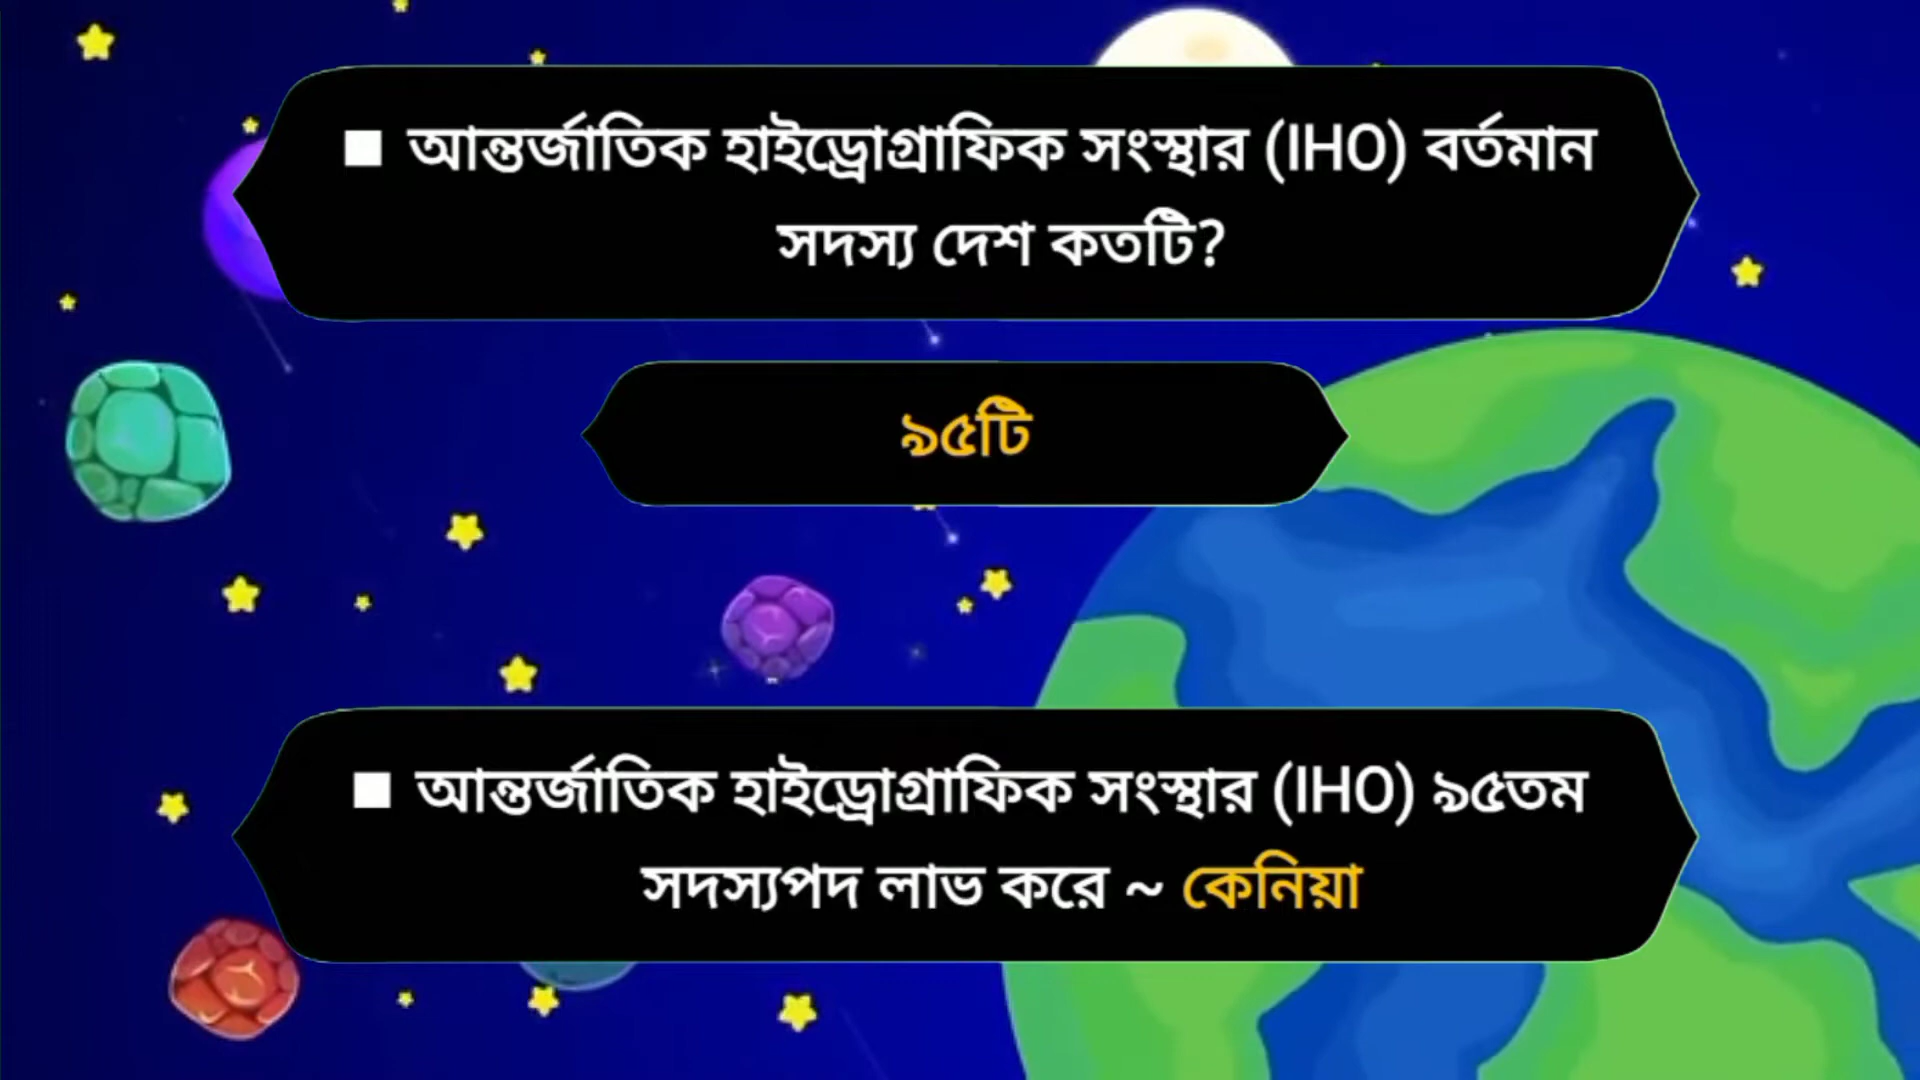 ■ আন্তর্জাতিক হাইড্রোগ্রাফিক সংস্থার (IHO) বর্তমান
সদস্য দেশ কতটি?
৯৫টি
■ আন্তর্জাতিক হাইড্রোগ্রাফিক সংস্থার (IHO) ৯৫তম
সদস্যপদ লাভ করে ~ কেনিয়া